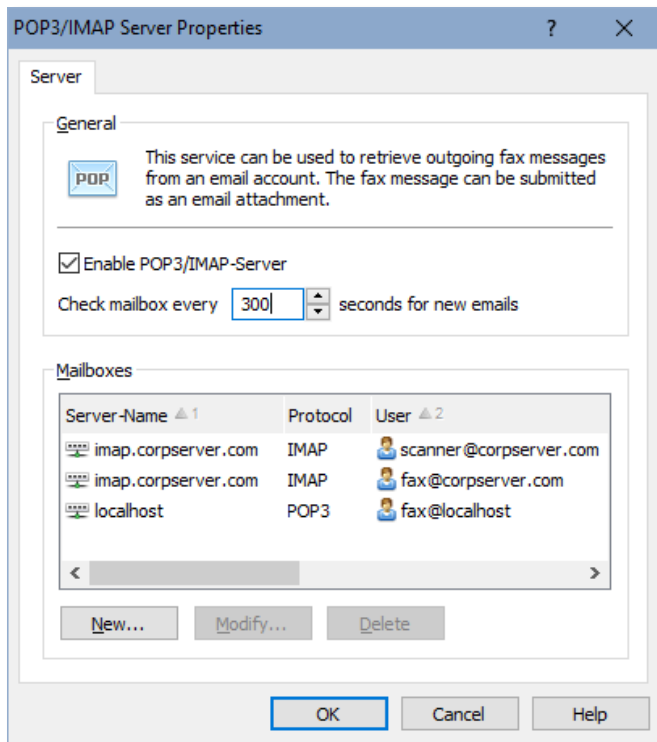 POP3/IMAP Server Properties ?
Server
General
POP
This service can be used to retrieve outgoing fax messages
from an email account. The fax message can be submitted
as an email attachment.
Enable POP3/IMAP-Server
Check mailbox every 300 seconds for new emails
Mailboxes
Server-Name 1 Protocol User 2
imap.corpserver.com IMAP scanner@corpserver.com
imap.corpserver.com IMAP fax@corpserver.com
localhost POP3 fax@localhost
New... Modify... Delete
OK Cancel Help